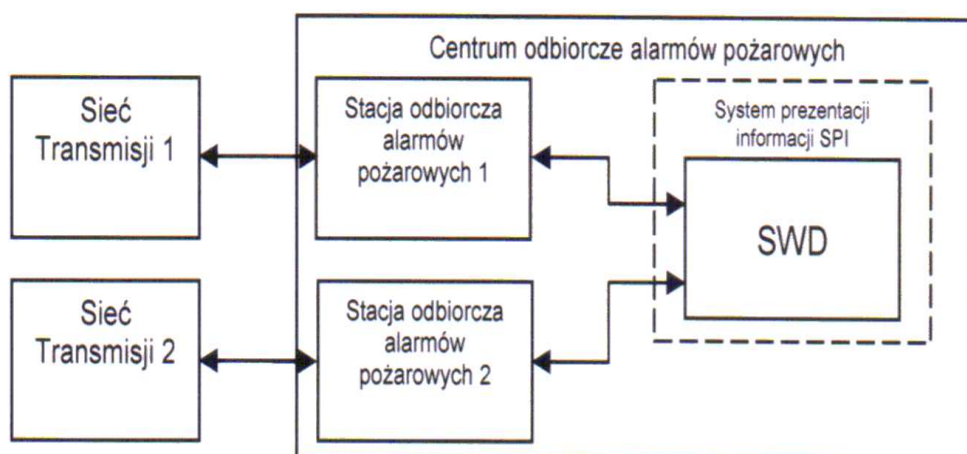 Centrum odbiorcze alarmów pożarowych
Sieć
Transmisji 1
Stacja odbiorcza
alarmów
pożarowych 1
System prezentacji
informacji SPI
SWD
Sieć
Transmisji 2
Stacja odbiorcza
alarmów
pożarowych 2